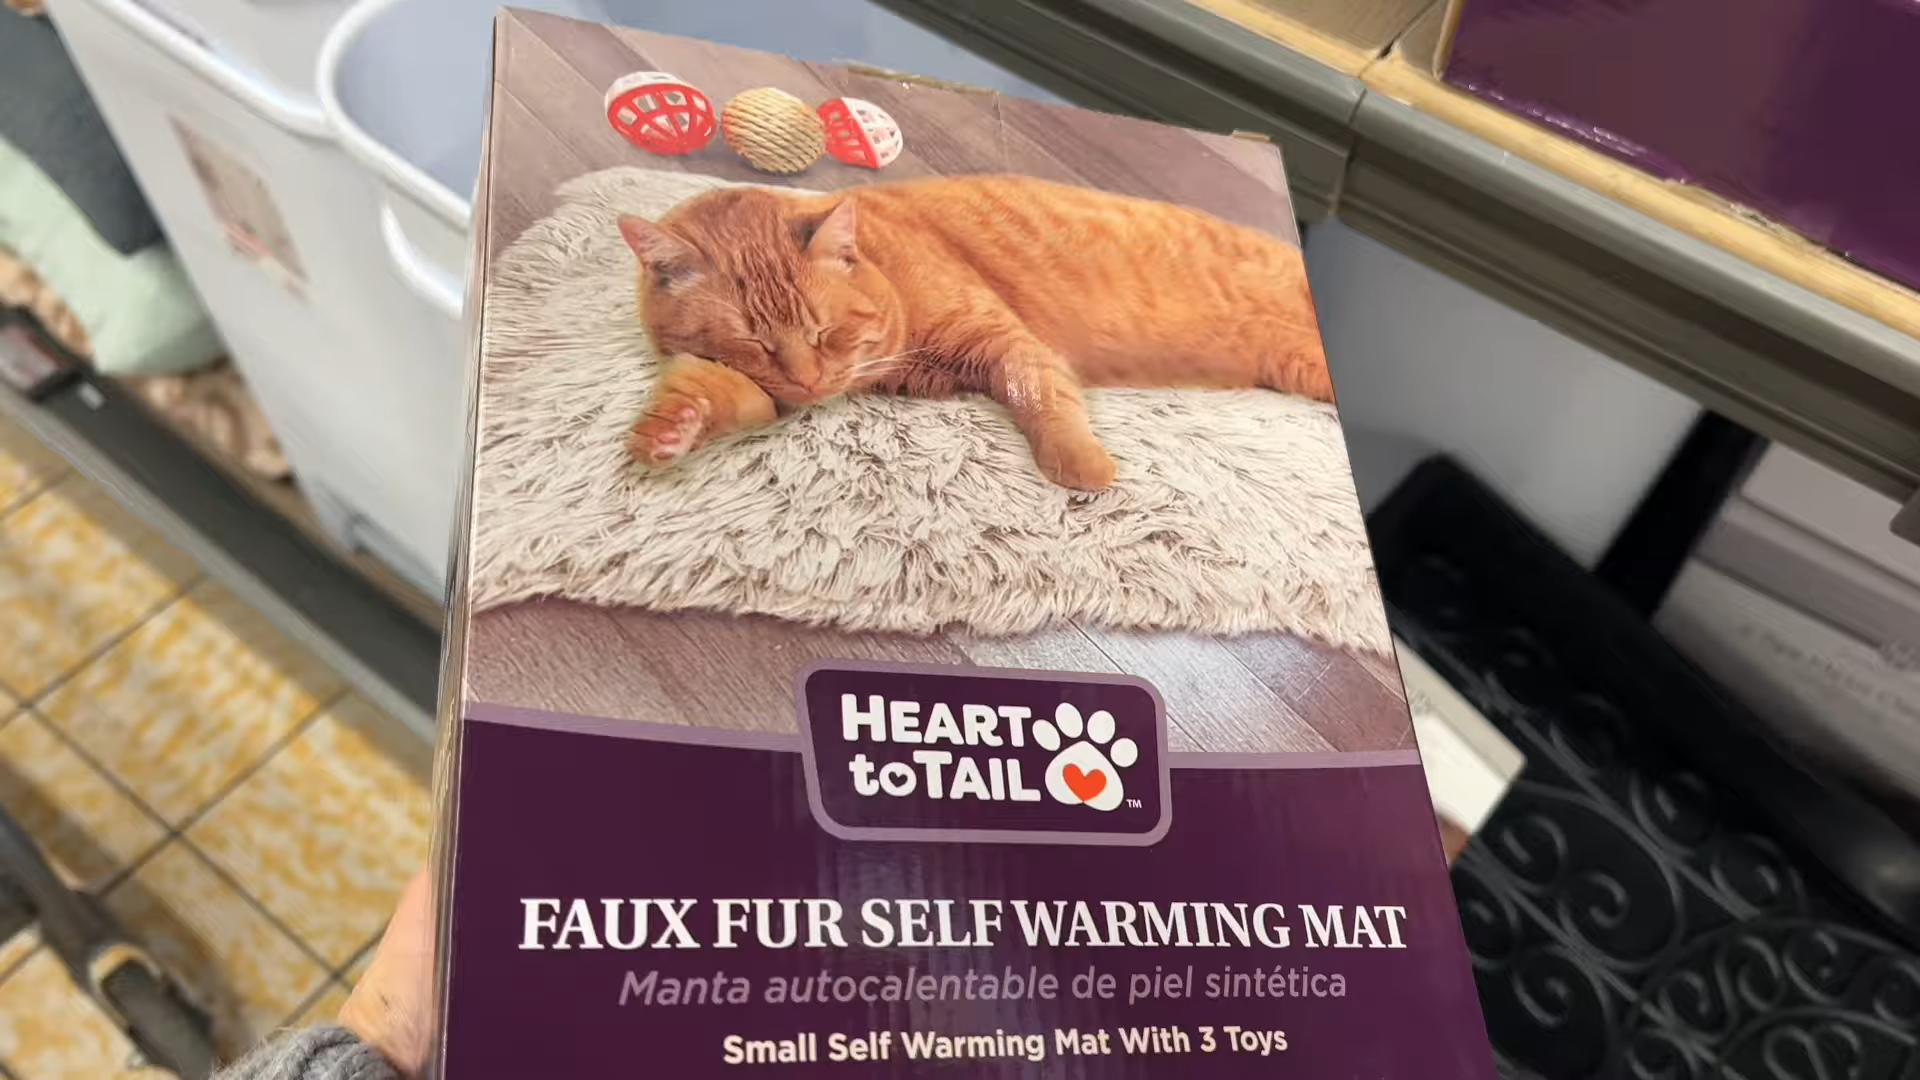 HEART
toTAIL
TM
FAUX FUR SELF WARMING MAT
Manta autocalentable de piel sintética
Small Self Warming Mat With 3 Toys